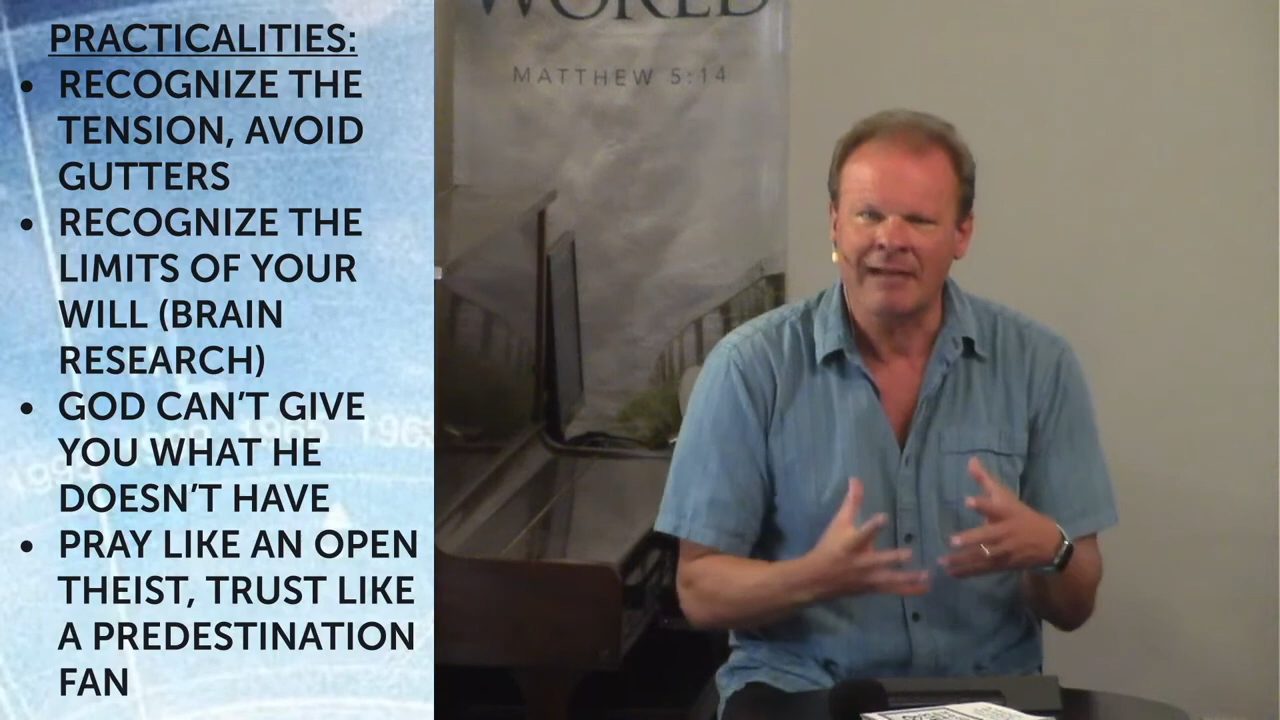 PRACTICALITIES:
• RECOGNIZE THE
TENSION, AVOID
GUTTERS
• RECOGNIZE THE
LIMITS OF YOUR
WILL (BRAIN
RESEARCH)
• GOD CAN’T GIVE
YOU WHAT HE
DOESN’T HAVE
• PRAY LIKE AN OPEN
THEIST, TRUST LIKE
A PREDESTINATION
FAN
WORLD
MATTHEW 5:14